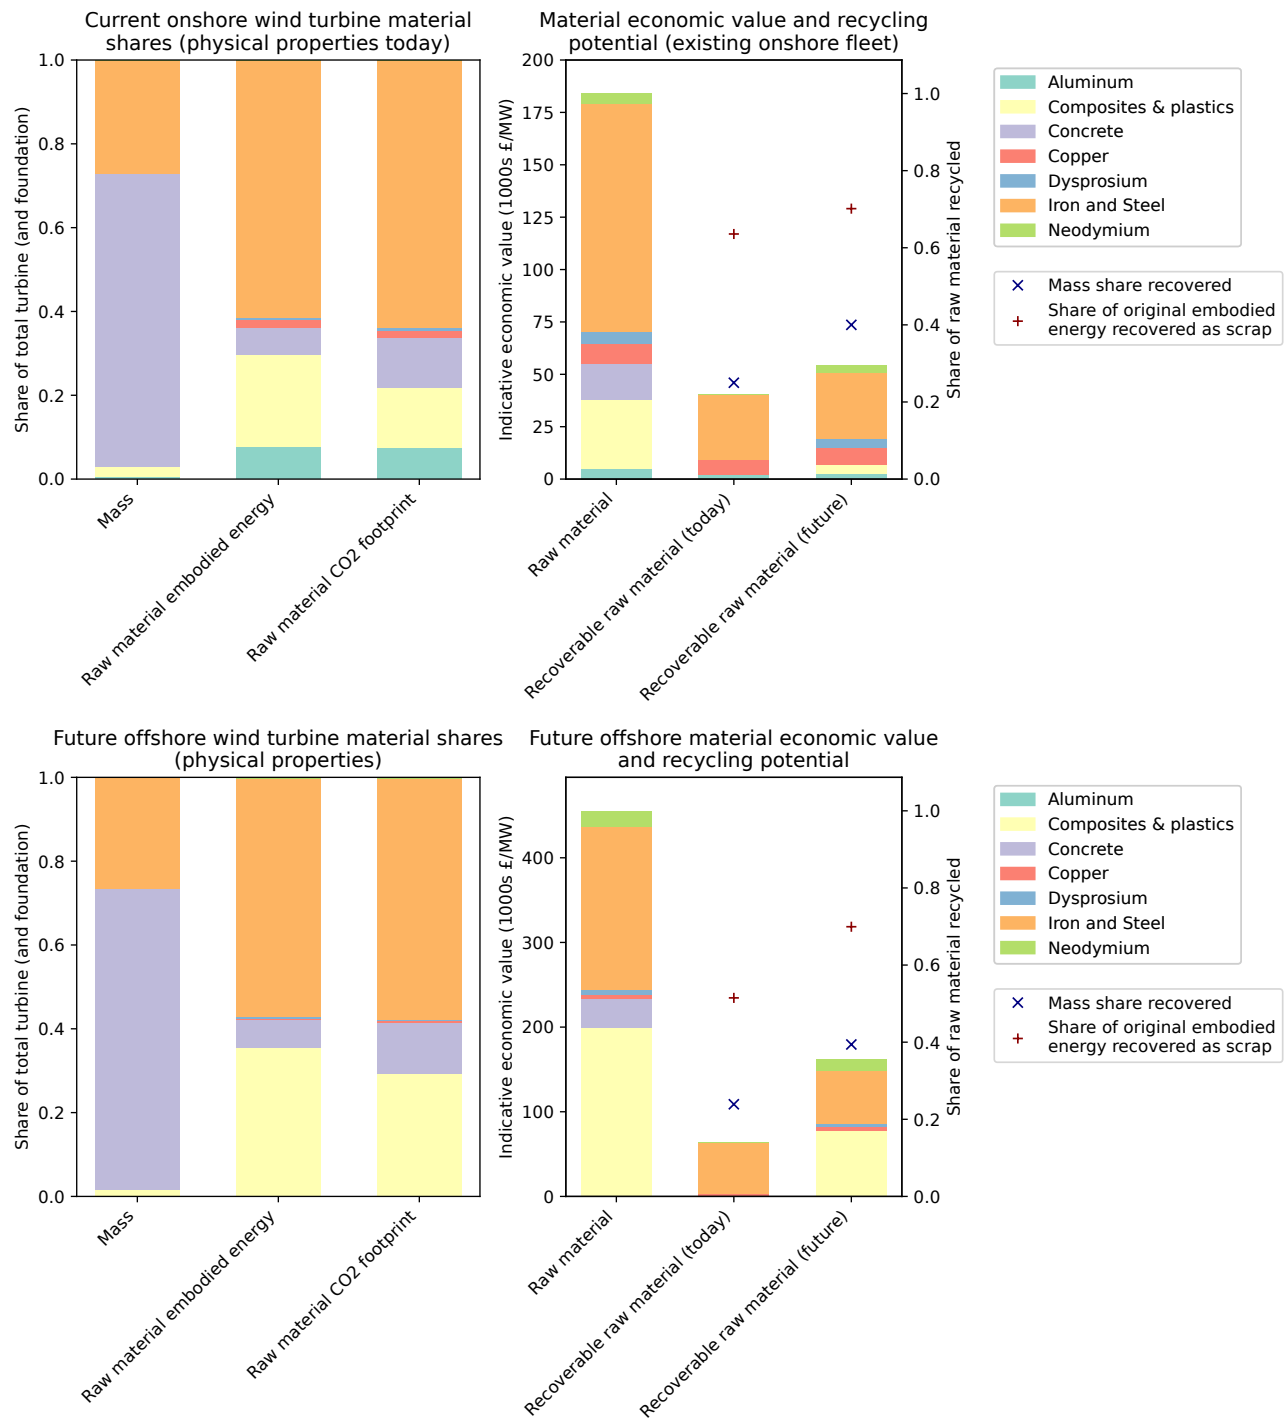 Current onshore wind turbine material
shares (physical properties today)
Share of total turbine (and foundation)
1.0
0.8
0.6
0.4
0.2
0.0
Mass
Raw material embodied energy
Raw material CO2 footprint
Material economic value and recycling
potential (existing onshore fleet)
Indicative economic value (1000s £/MW)
200
175
150
125
100
75
50
25
0
Raw material
Recoverable raw material (today)
Recoverable raw material (future)
1.0
0.8
0.6
0.4
0.2
0.0
Share of raw material recycled
Aluminum
Composites & plastics
Concrete
Copper
Dysprosium
Iron and Steel
Neodymium
Mass share recovered
Share of original embodied
energy recovered as scrap
Future offshore wind turbine material shares
(physical properties)
Share of total turbine (and foundation)
1.0
0.8
0.6
0.4
0.2
0.0
Mass
Raw material embodied energy
Raw material CO2 footprint
Future offshore material economic value
and recycling potential
Indicative economic value (1000s £/MW)
400
300
200
100
0
Raw material
Recoverable raw material (today)
Recoverable raw material (future)
1.0
0.8
0.6
0.4
0.2
0.0
Share of raw material recycled
Aluminum
Composites & plastics
Concrete
Copper
Dysprosium
Iron and Steel
Neodymium
Mass share recovered
Share of original embodied
energy recovered as scrap